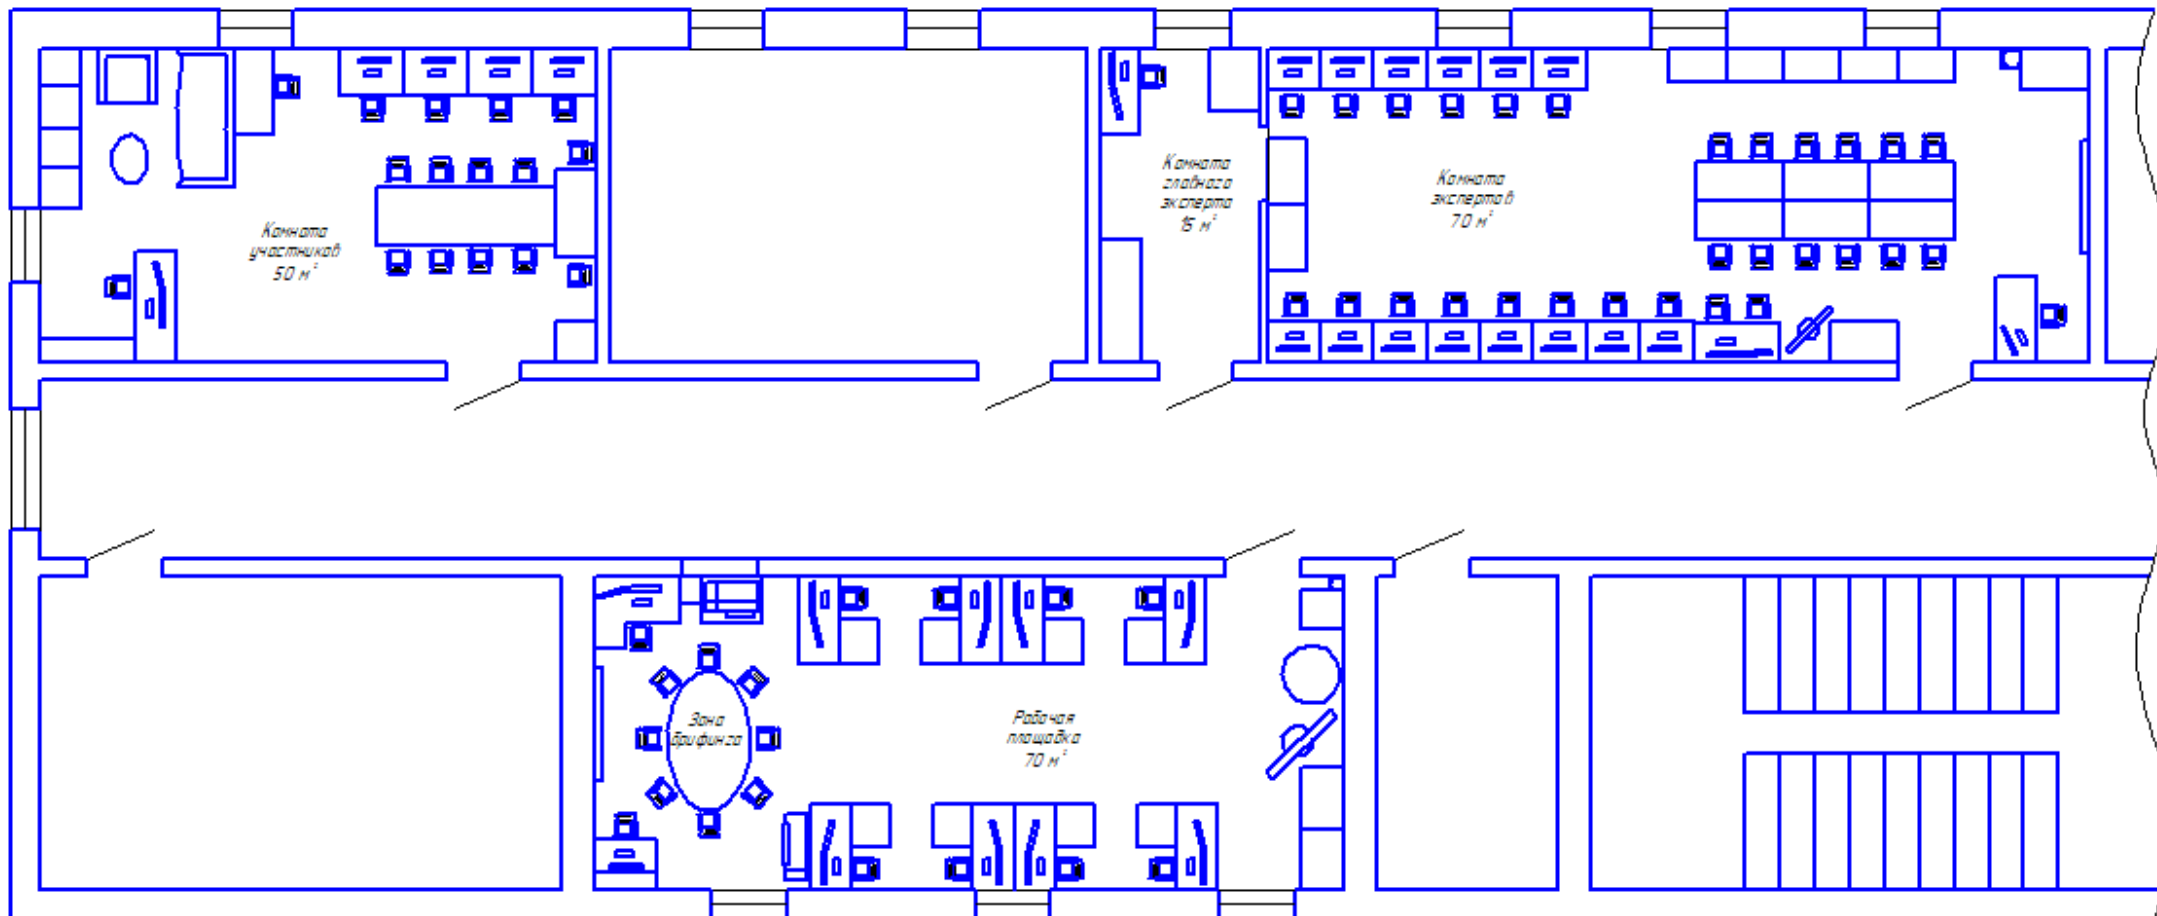 Комната
участников
50 м²
Комната
главного
эксперта
15 м²
Комната
экспертов
70 м²
Зона
брифинга
Рабочая
площадка
70 м²